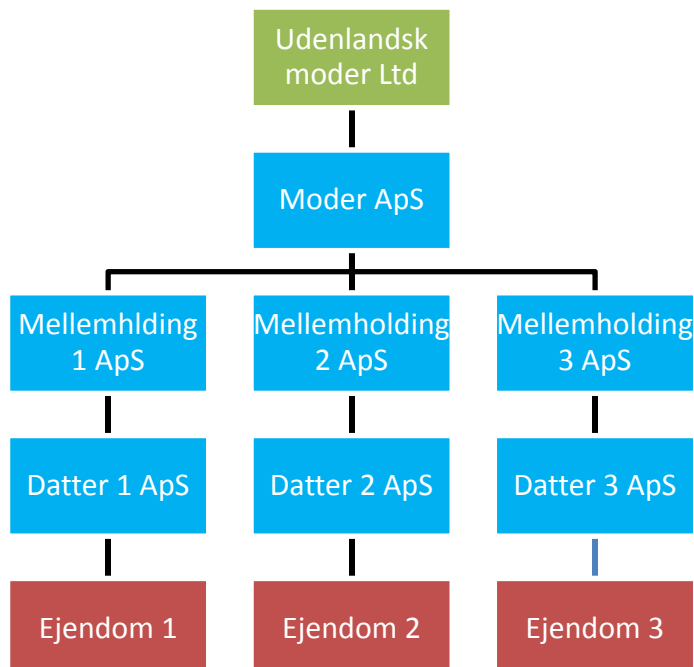 Udenlandsk
moder Ltd
Moder ApS
Mellemhlding
1 ApS
Mellemholding
2 ApS
Mellemholding
3 ApS
Datter 1 ApS
Datter 2 ApS
Datter 3 ApS
Ejendom 1
Ejendom 2
Ejendom 3